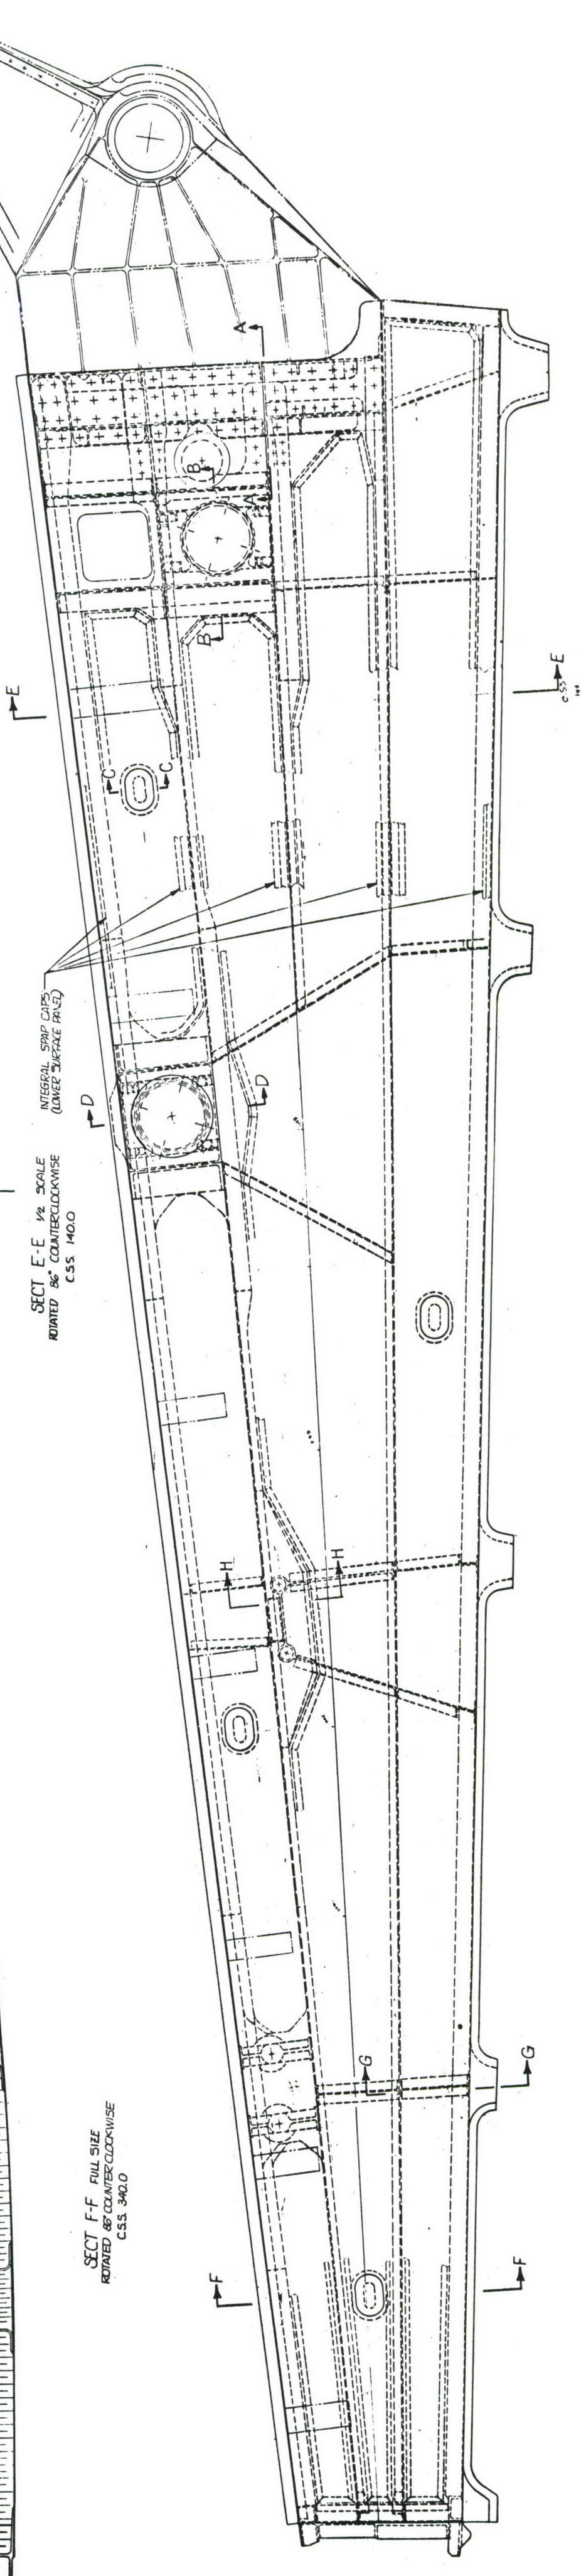 A
B
A
B
E
E
C.S.S.
C
C
INTEGRAL SPAP CAPS
(LOWER SURFACE PANEL)
D
D
SECT E-E 1/2 SCALE
ROTATED 86° COUNTERCLOCKWISE
C.S.S. 140.0
H
H
G
G
SECT F-F FULL SIZE
ROTATED 86° COUNTERCLOCKWISE
C.S.S. 340.0
F
F